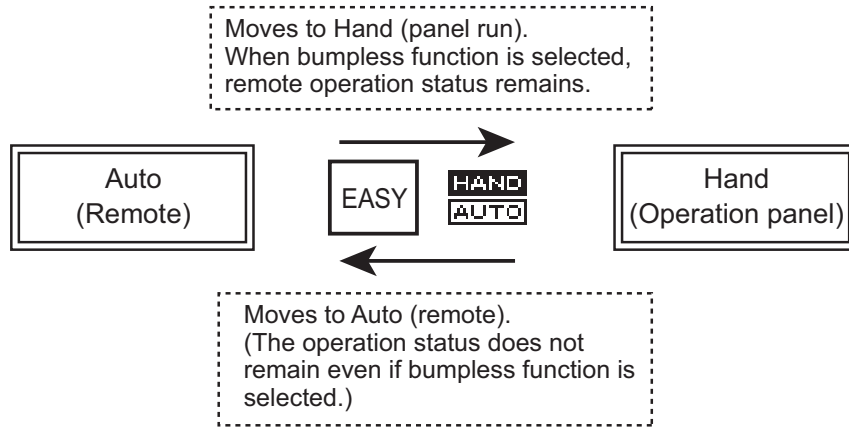 Moves to Hand (panel run).
When bumpless function is selected,
remote operation status remains.
Auto
(Remote)
EASY
HAND
AUTO
Hand
(Operation panel)
Moves to Auto (remote).
(The operation status does not
remain even if bumpless function is
selected.)